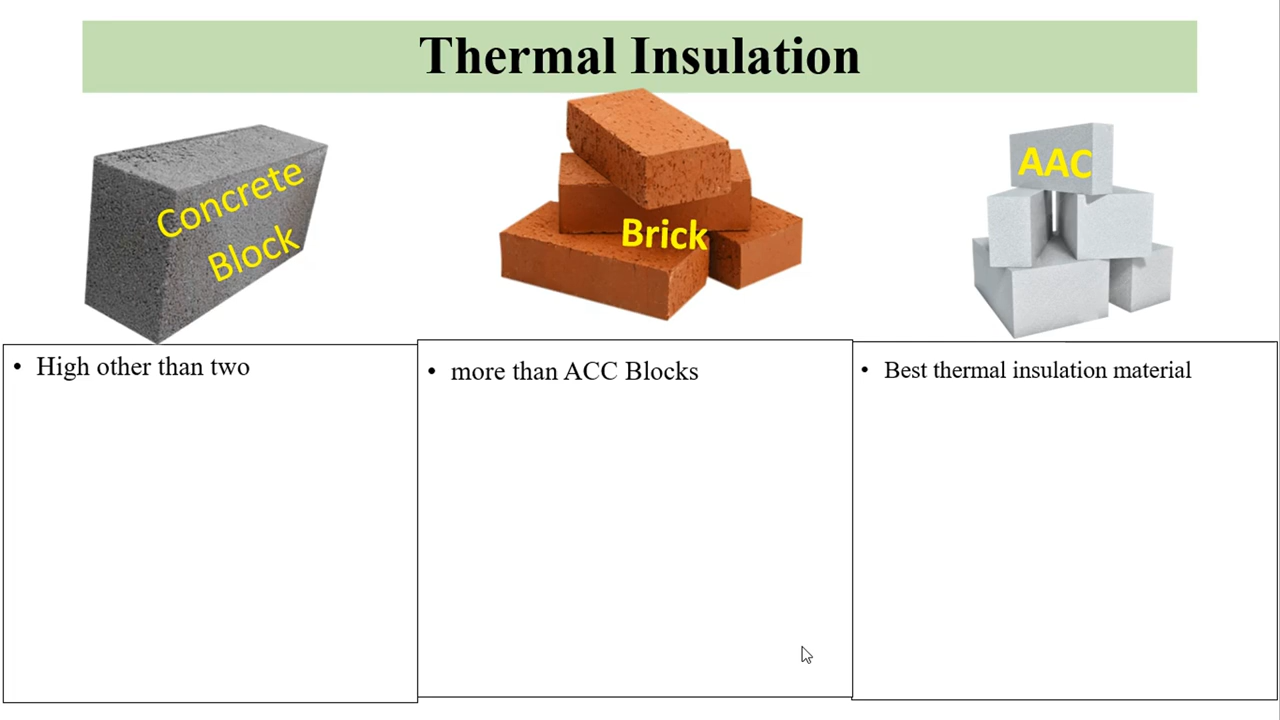 Thermal Insulation
Concrete
Block
Brick
AAC
• High other than two
• more than ACC Blocks
• Best thermal insulation material